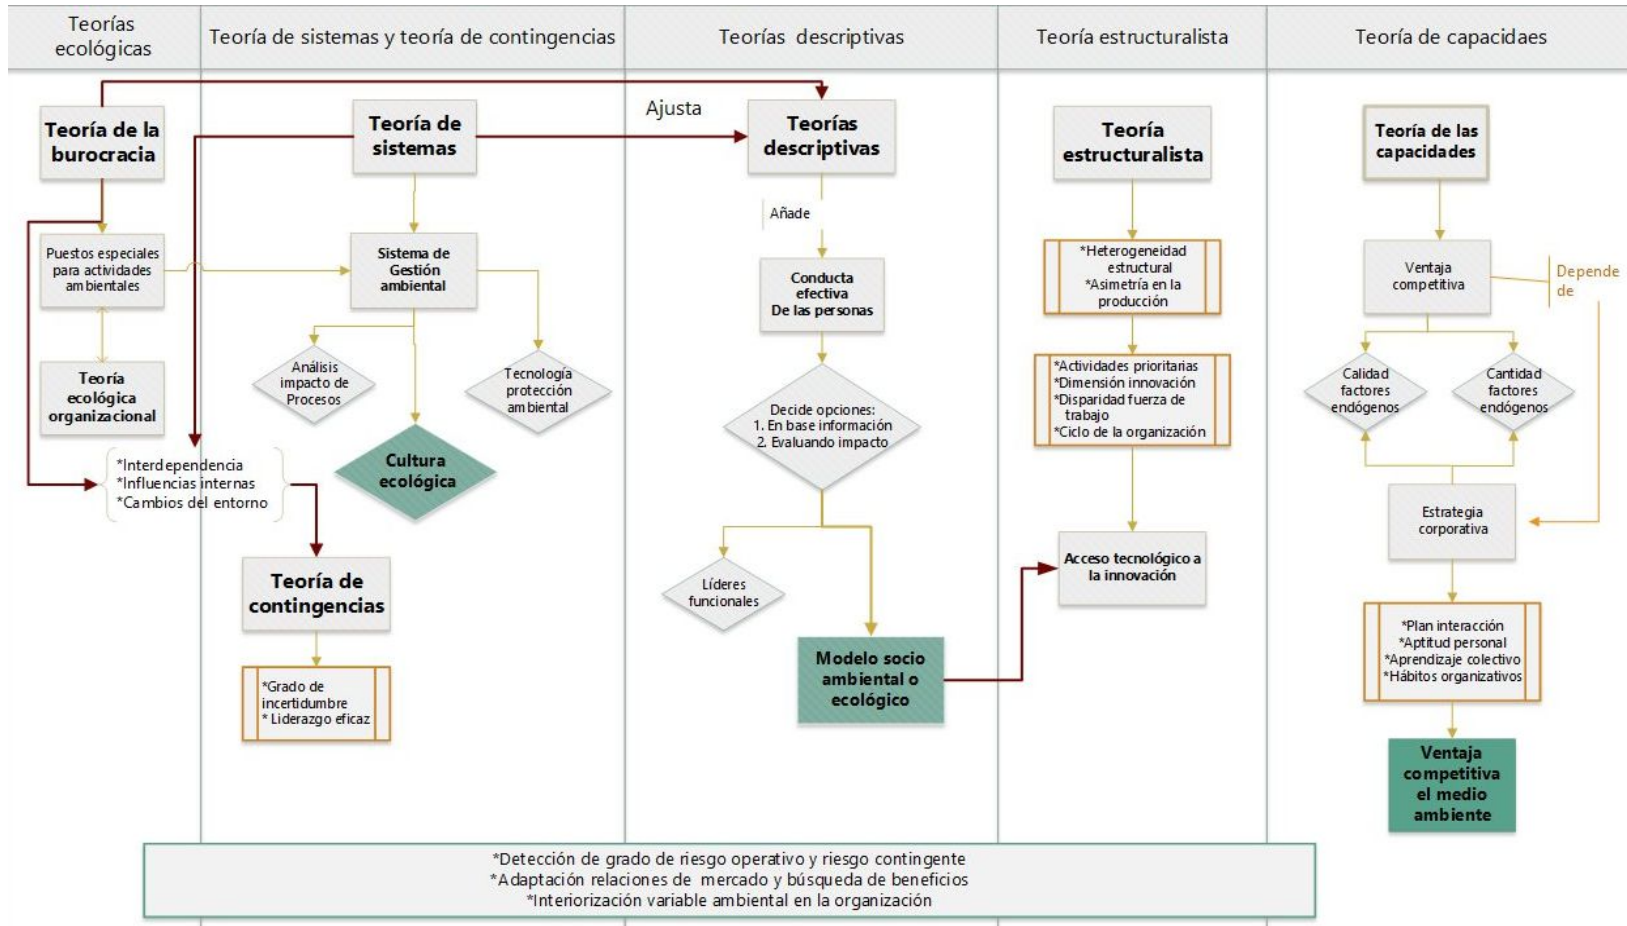 Teorías
ecológicas
Teoría de sistemas y teoría de contingencias
Teorías descriptivas
Teoría estructuralista
Teoría de capacidaes
Teoría de la
burocracia
Puestos especiales
para actividades
ambientales
Teoría
ecológica
organizacional
*Interdependencia
*Influencias internas
*Cambios del entorno
Teoría de
sistemas
Sistema de
Gestión
ambiental
Análisis
impacto de
Procesos
Tecnología
protección
ambiental
Cultura
ecológica
Teoría de
contingencias
*Grado de
incertidumbre
* Liderazgo eficaz
Ajusta
Teorías
descriptivas
Añade
Conducta
efectiva
De las personas
Decide opciones:
1. En base información
2. Evaluando impacto
Líderes
funcionales
Modelo socio
ambiental o
ecológico
Teoría
estructuralista
*Heterogeneidad
estructural
*Asimetría en la
producción
*Actividades prioritarias
*Dimensión innovación
*Disparidad fuerza de
trabajo
*Ciclo de la organización
Acceso tecnológico a
la innovación
Teoría de las
capacidades
Ventaja
competitiva
Depende
de
Calidad
factores
endógenos
Cantidad
factores
endógenos
Estrategia
corporativa
*Plan interacción
*Aptitud personal
*Aprendizaje colectivo
*Hábitos organizativos
Ventaja
competitiva
el medio
ambiente
*Detección de grado de riesgo operativo y riesgo contingente
*Adaptación relaciones de mercado y búsqueda de beneficios
*Interiorización variable ambiental en la organización